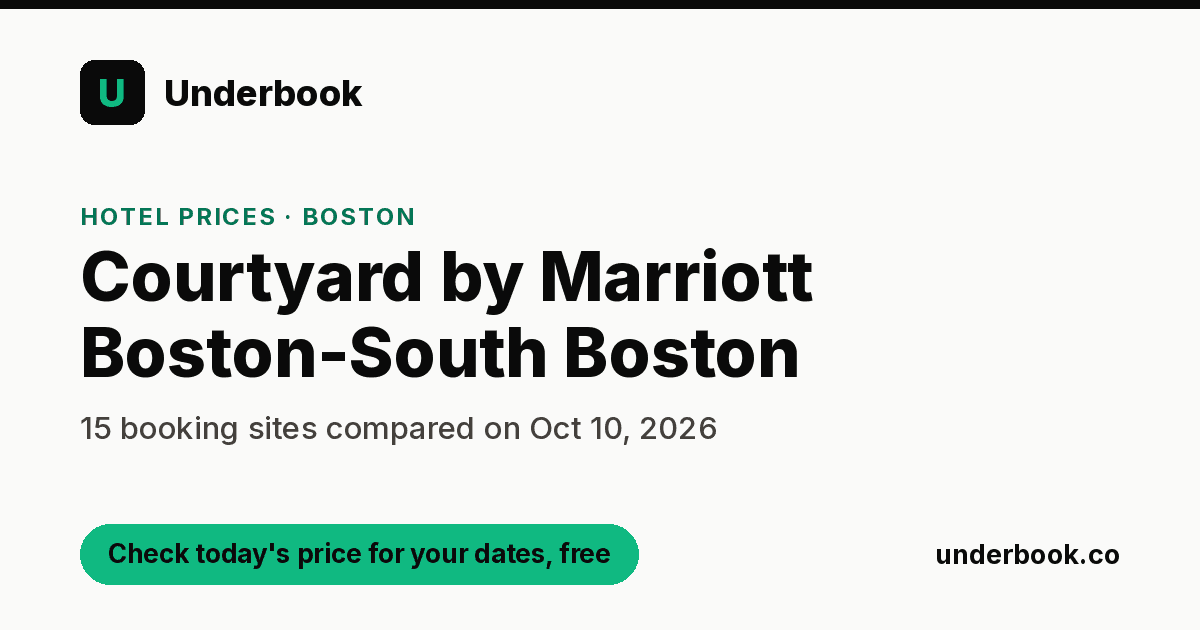 U Underbook
HOTEL PRICES · BOSTON
Courtyard by Marriott
Boston-South Boston
15 booking sites compared on Oct 10, 2026
Check today's price for your dates, free
underbook.co